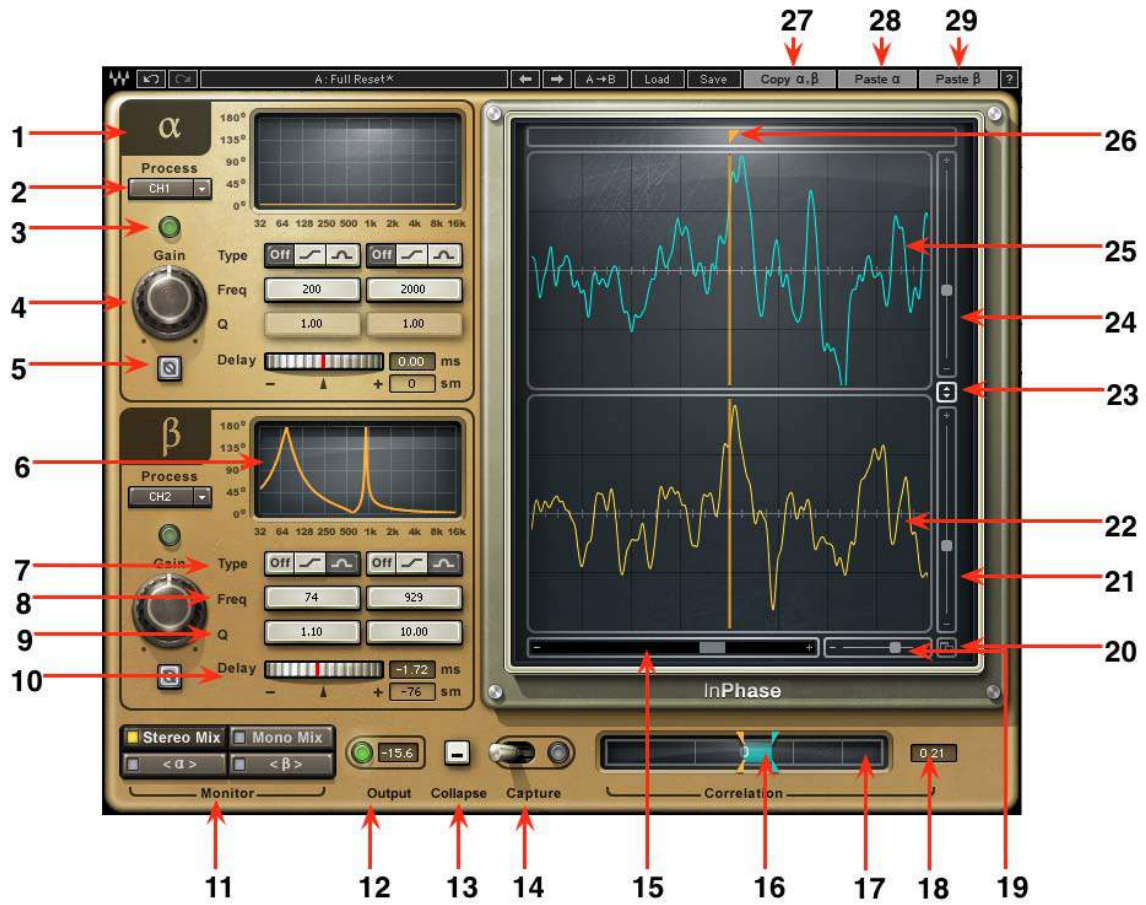 27 28 29
A: Full Reset* A→B Load Save Copy α,β Paste α Paste β ?
1 α
180°
135°
90°
45°
0°
32 64 128 250 500 1k 2k 4k 8k 16k
Process
2 CH1
3
Gain
4
5
Type Off Off
Freq 200 2000
Q 1.00 1.00
Delay 0.00 ms
- + 0 sm
β
180°
135°
90°
45°
0°
32 64 128 250 500 1k 2k 4k 8k 16k
6
Process
CH2
Gain
7 Type Off Off
8 Freq 74 929
9 Q 1.10 10.00
10 Delay -1.72 ms
- + -76 sm
26
25
+
24
-
23
+
22
21
-
- + - 20
InPhase
Stereo Mix Mono Mix
<α> <β>
Monitor
-15.6
Output
Collapse
Capture
0
0.21
Correlation
11 12 13 14 15 16 17 18 19